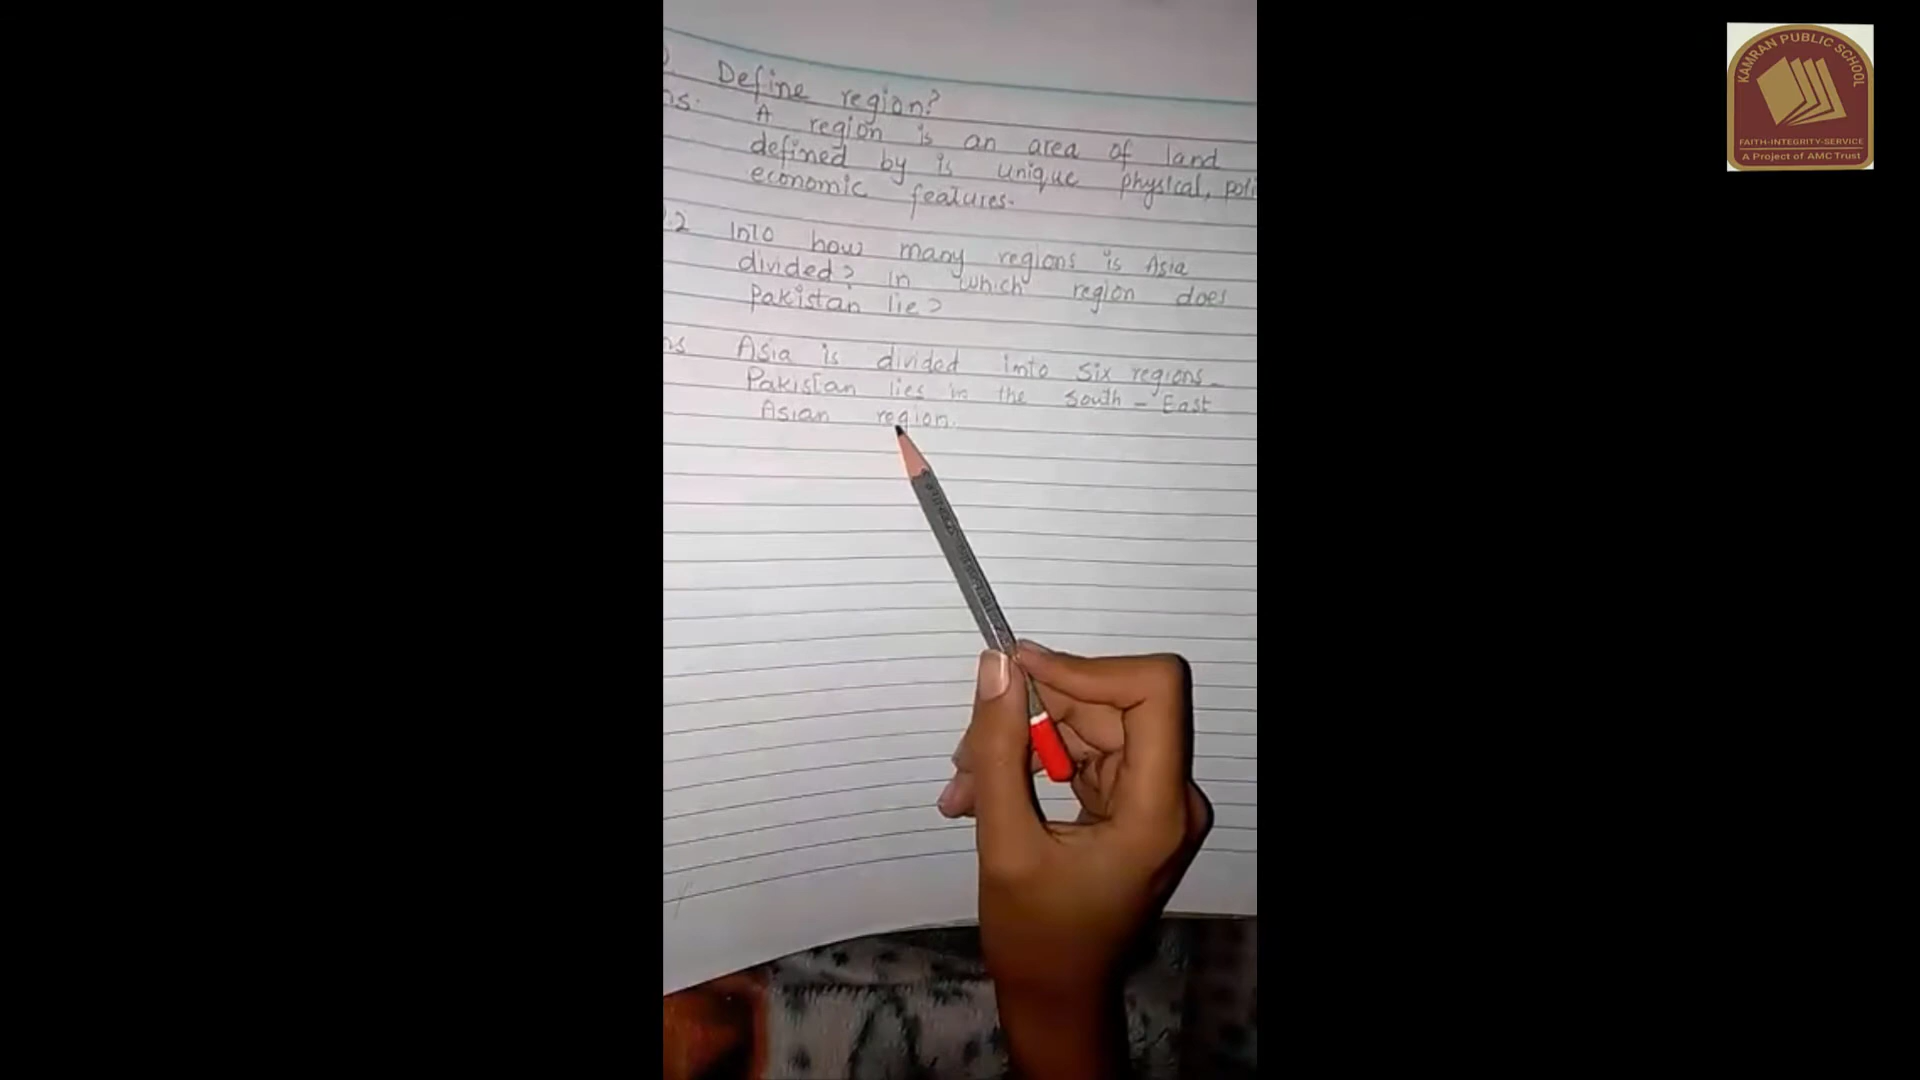 Define region?
ns. A region is an area of land
defined by is unique physical, poli
economic features.
.2 Into how many regions is Asia
divided? in which region does
Pakistan lie?
ns Asia is divided into six regions.
Pakistan lies in the South-East
Asian region.
KAMRAN PUBLIC SCHOOL
FAITH-INTEGRITY-SERVICE
A Project of AMC Trust